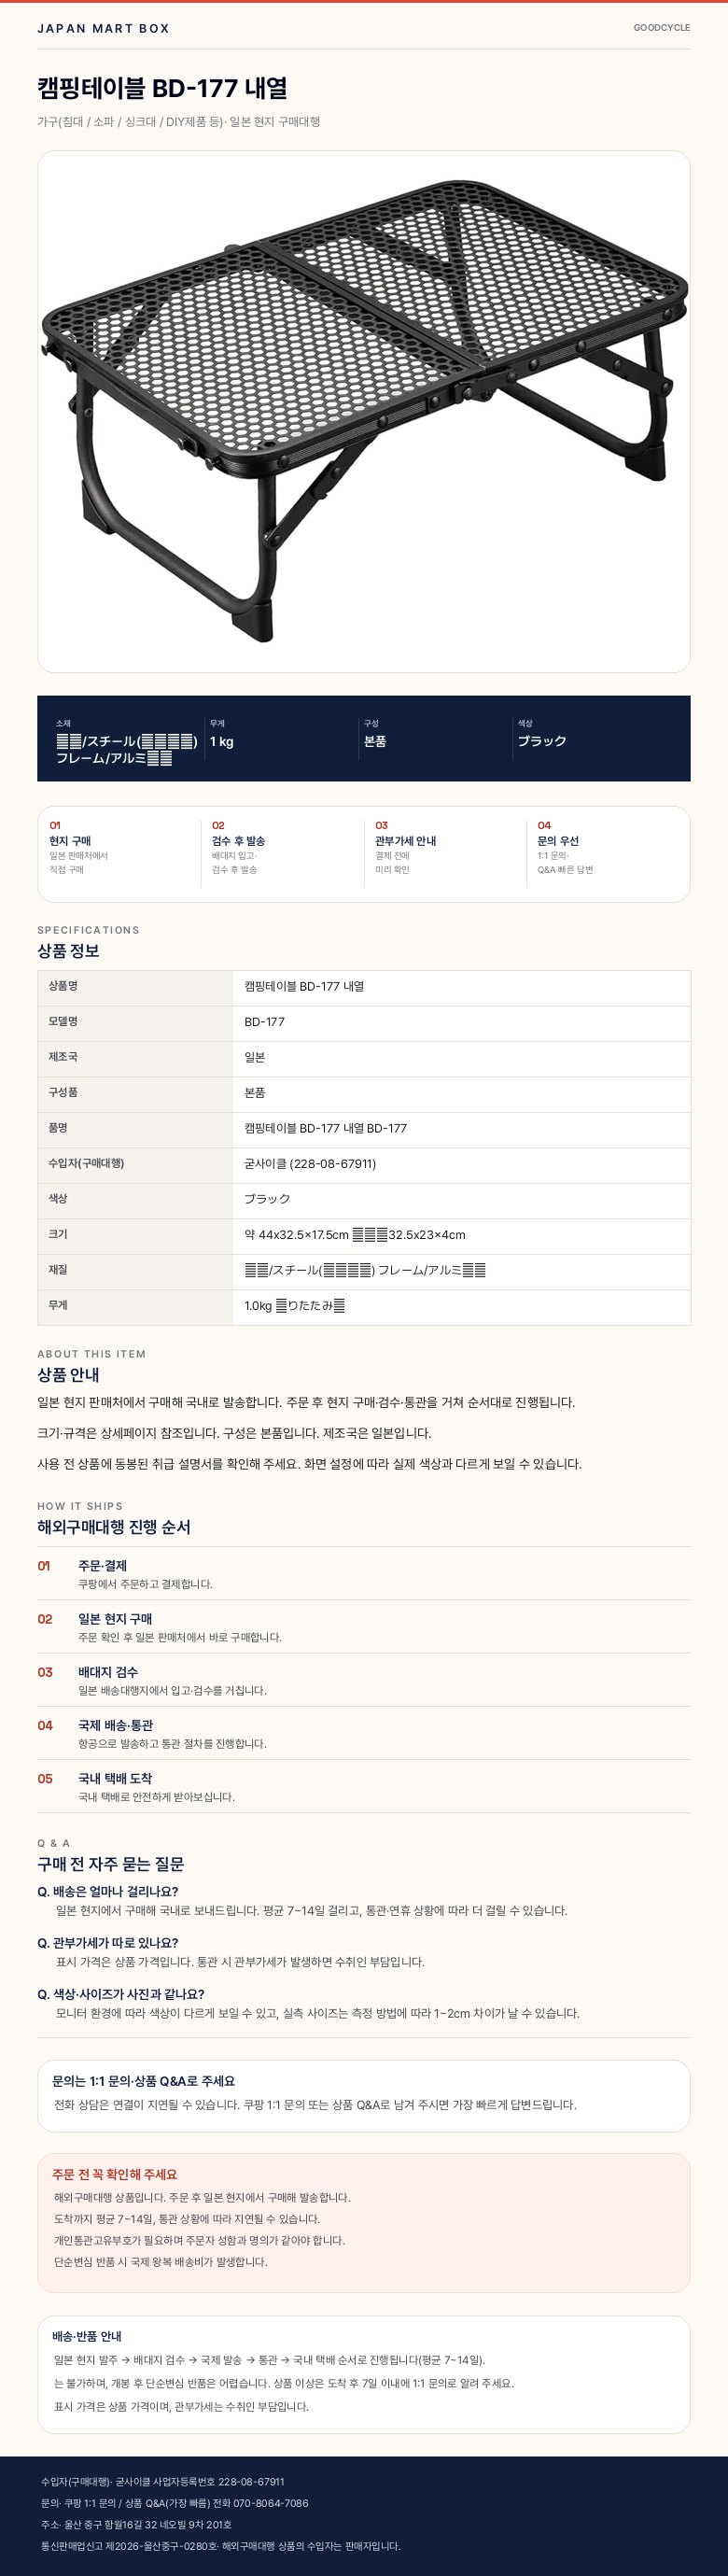 JAPAN MART BOX
GOODCYCLE
캠핑테이블 BD-177 내열
가구(침대 / 소파 / 싱크대 / DIY제품 등)· 일본 현지 구매대행
소재
/スチール( )
フレーム/アルミ
무게
1 kg
구성
본품
색상
ブラック
01
현지 구매
일본 판매처에서
직접 구매
02
검수 후 발송
배대지 입고·
검수 후 발송
03
관부가세 안내
결제 전에
미리 확인
04
문의 우선
1:1 문의·
Q&A 빠른 답변
SPECIFICATIONS
상품 정보
상품명 캠핑테이블 BD-177 내열
모델명 BD-177
제조국 일본
구성품 본품
품명 캠핑테이블 BD-177 내열 BD-177
수입자(구매대행) 굳사이클 (228-08-67911)
색상 ブラック
크기 약 44x32.5×17.5cm 32.5x23×4cm
재질 /スチール( ) フレーム/アルミ
무게 1.0kg りたたみ
ABOUT THIS ITEM
상품 안내
일본 현지 판매처에서 구매해 국내로 발송합니다. 주문 후 현지 구매·검수·통관을 거쳐 순서대로 진행됩니다.
크기·규격은 상세페이지 참조입니다. 구성은 본품입니다. 제조국은 일본입니다.
사용 전 상품에 동봉된 취급 설명서를 확인해 주세요. 화면 설정에 따라 실제 색상과 다르게 보일 수 있습니다.
HOW IT SHIPS
해외구매대행 진행 순서
01 주문·결제
쿠팡에서 주문하고 결제합니다.
02 일본 현지 구매
주문 확인 후 일본 판매처에서 바로 구매합니다.
03 배대지 검수
일본 배송대행지에서 입고·검수를 거칩니다.
04 국제 배송·통관
항공으로 발송하고 통관 절차를 진행합니다.
05 국내 택배 도착
국내 택배로 안전하게 받아보십니다.
Q & A
구매 전 자주 묻는 질문
Q. 배송은 얼마나 걸리나요?
일본 현지에서 구매해 국내로 보내드립니다. 평균 7~14일 걸리고, 통관·연휴 상황에 따라 더 걸릴 수 있습니다.
Q. 관부가세가 따로 있나요?
표시 가격은 상품 가격입니다. 통관 시 관부가세가 발생하면 수취인 부담입니다.
Q. 색상·사이즈가 사진과 같나요?
모니터 환경에 따라 색상이 다르게 보일 수 있고, 실측 사이즈는 측정 방법에 따라 1~2cm 차이가 날 수 있습니다.
문의는 1:1 문의·상품 Q&A로 주세요
전화 상담은 연결이 지연될 수 있습니다. 쿠팡 1:1 문의 또는 상품 Q&A로 남겨 주시면 가장 빠르게 답변드립니다.
주문 전 꼭 확인해 주세요
해외구매대행 상품입니다. 주문 후 일본 현지에서 구매해 발송합니다.
도착까지 평균 7~14일, 통관 상황에 따라 지연될 수 있습니다.
개인통관고유부호가 필요하며 주문자 성함과 명의가 같아야 합니다.
단순변심 반품 시 국제 왕복 배송비가 발생합니다.
배송·반품 안내
일본 현지 발주 → 배대지 검수 → 국제 발송 → 통관 → 국내 택배 순서로 진행됩니다(평균 7~14일).
는 불가하며, 개봉 후 단순변심 반품은 어렵습니다. 상품 이상은 도착 후 7일 이내에 1:1 문의로 알려 주세요.
표시 가격은 상품 가격이며, 관부가세는 수취인 부담입니다.
수입자(구매대행)· 굳사이클 사업자등록번호 228-08-67911
문의· 쿠팡 1:1 문의 / 상품 Q&A(가장 빠름) 전화 070-8064-7086
주소· 울산 중구 함월16길 32 네오빌 9차 201호
통신판매업신고 제2026-울산중구-0280호· 해외구매대행 상품의 수입자는 판매자입니다.